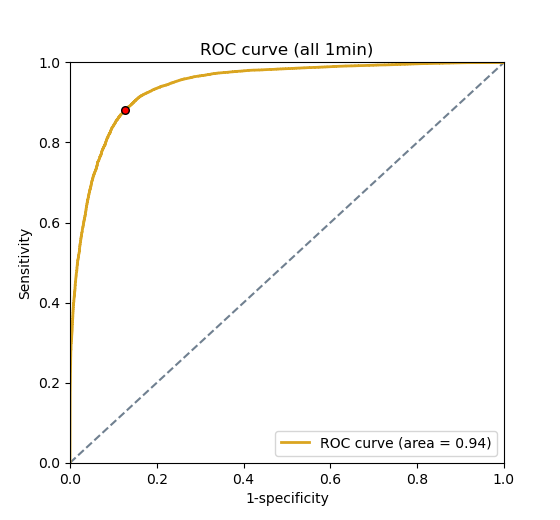 ROC curve (all 1min)
1.0
0.8
0.6
0.4
0.2
0.0
Sensitivity
ROC curve (area = 0.94)
0.0 0.2 0.4 0.6 0.8 1.0
1-specificity